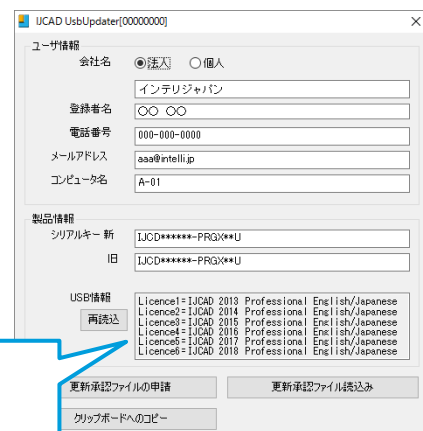 IJCAD UsbUpdater[00000000]
ユーザ情報
会社名 法人 個人
インテリジャパン
登録者名 〇〇 〇〇
電話番号 000-000-0000
メールアドレス aaa@intelli.jp
コンピュータ名 A-01
製品情報
シリアルキー 新 IJCD******-PRGX**U
旧 IJCD******-PRGX**U
USB情報
再読込
Licence1=IJCAD 2013 Professional English/Japanese
Licence2=IJCAD 2014 Professional English/Japanese
Licence3=IJCAD 2015 Professional English/Japanese
Licence4=IJCAD 2016 Professional English/Japanese
Licence5=IJCAD 2017 Professional English/Japanese
Licence6=IJCAD 2018 Professional English/Japanese
更新承認ファイルの申請 更新承認ファイル読込み
クリップボードへのコピー